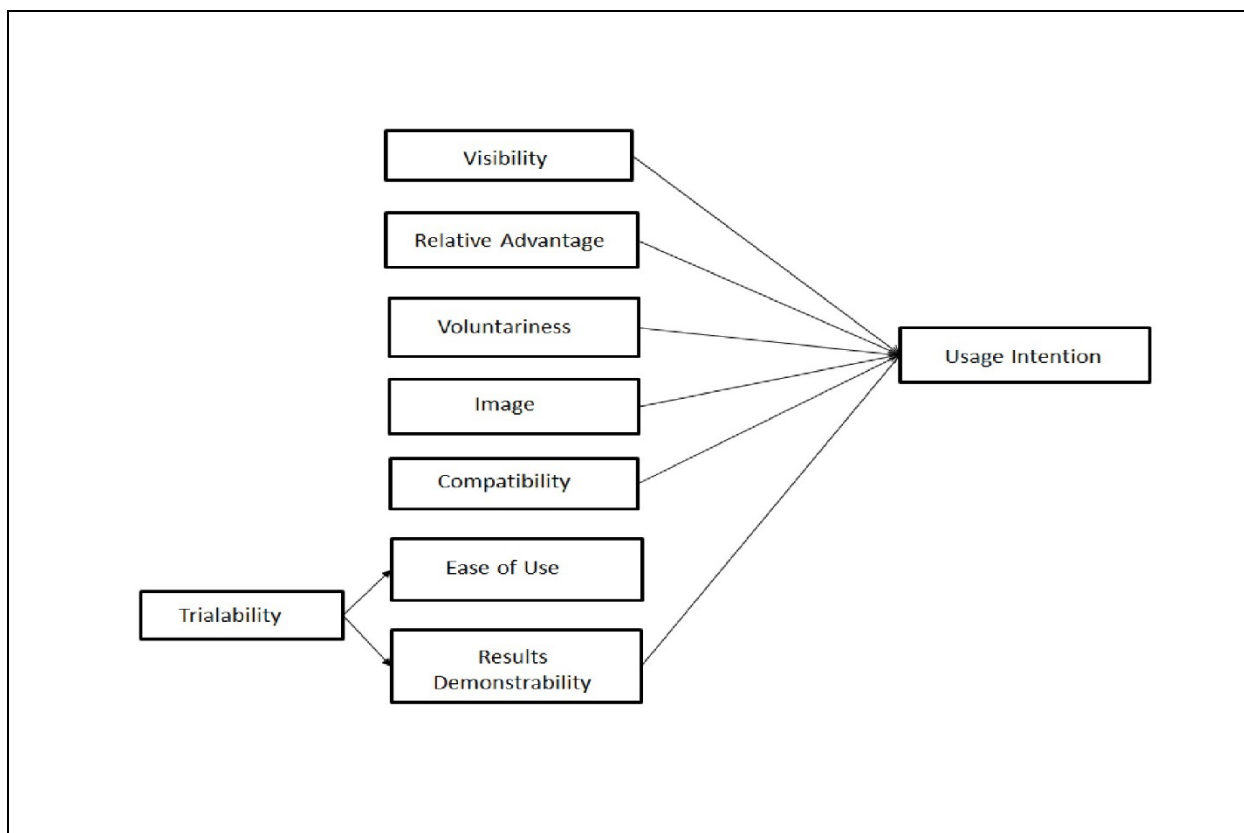 Visibility
Relative Advantage
Voluntariness
Usage Intention
Image
Compatibility
Ease of Use
Trialability
Results
Demonstrability